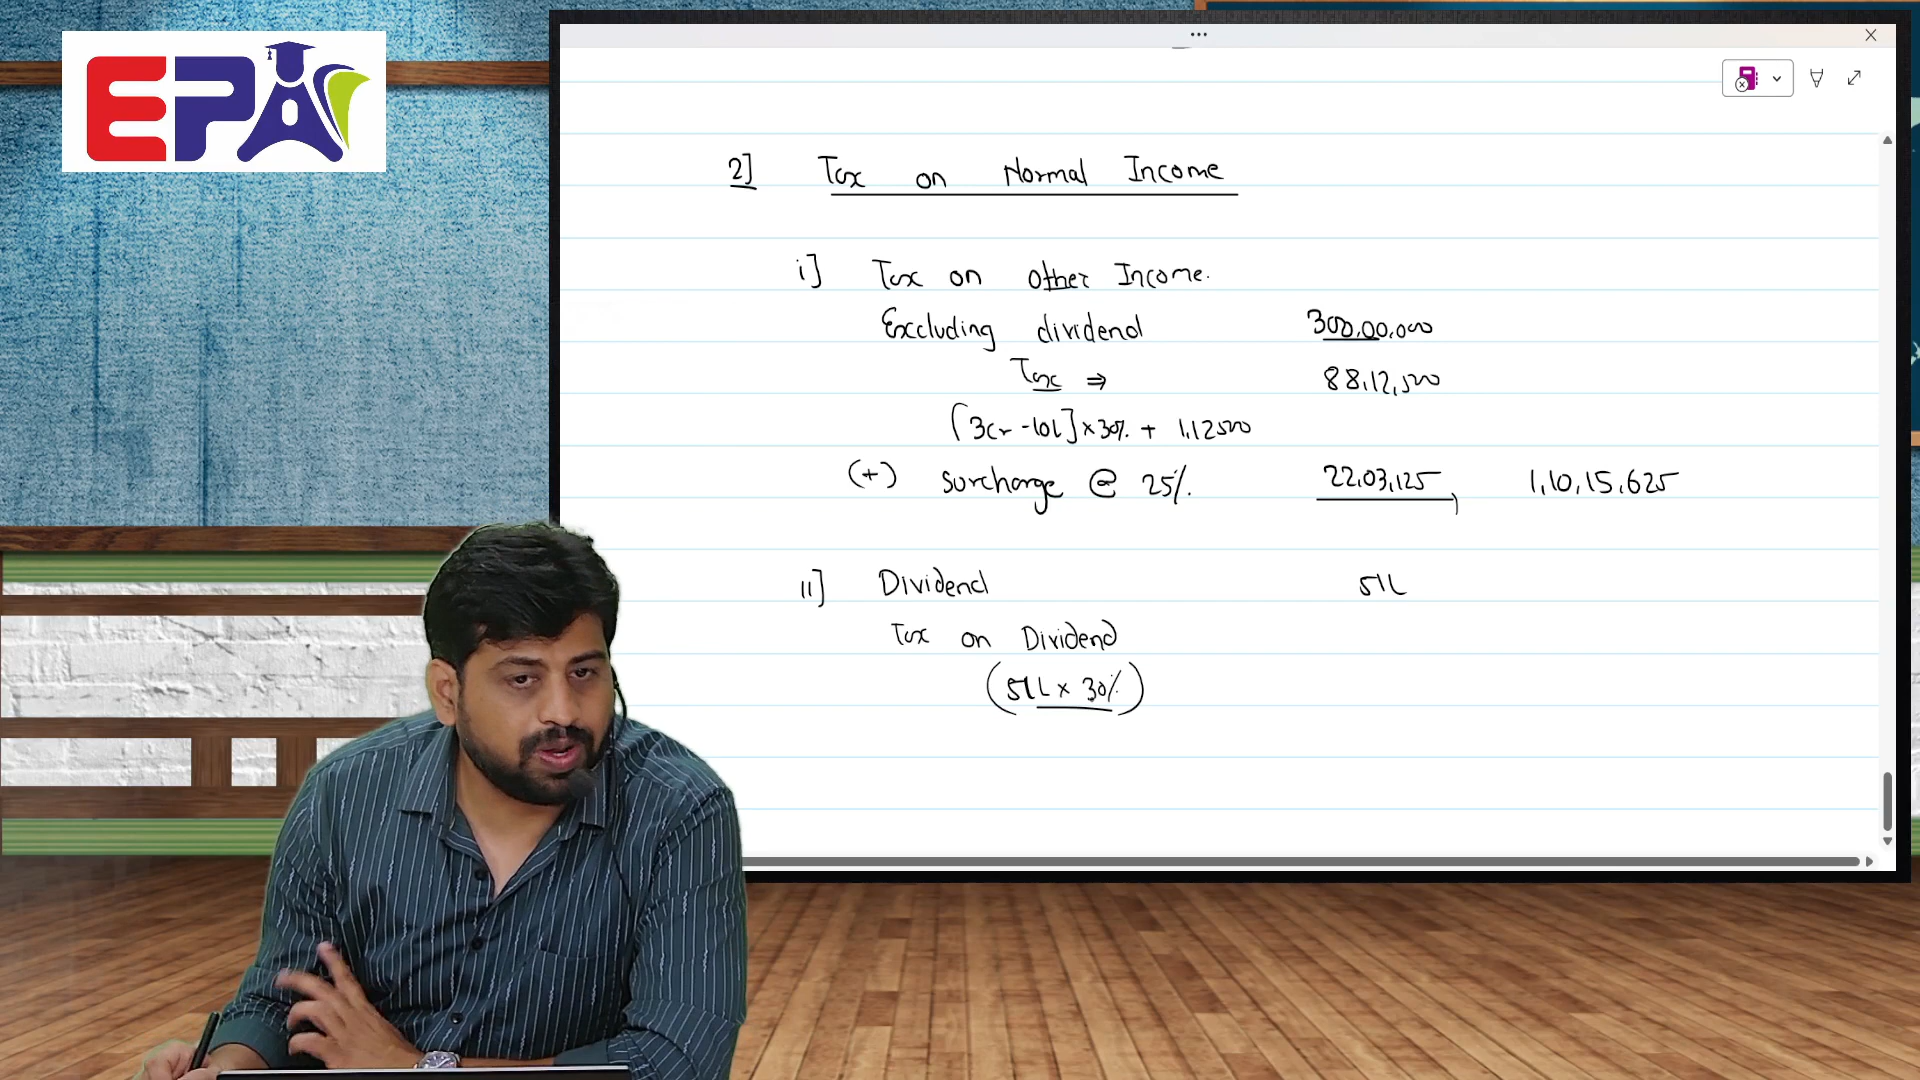 EPA
2] Tax on Normal Income
i] Tax on other Income.
Excluding dividend 300,00,000
Tax ⇒ 88,12,500
[3cr - 10L] × 30% + 1,12500
(+) Surcharge @ 25%. 22,03,125 1,10,15,625
ii] Dividend 51L
Tax on Dividend
(51L × 30%)